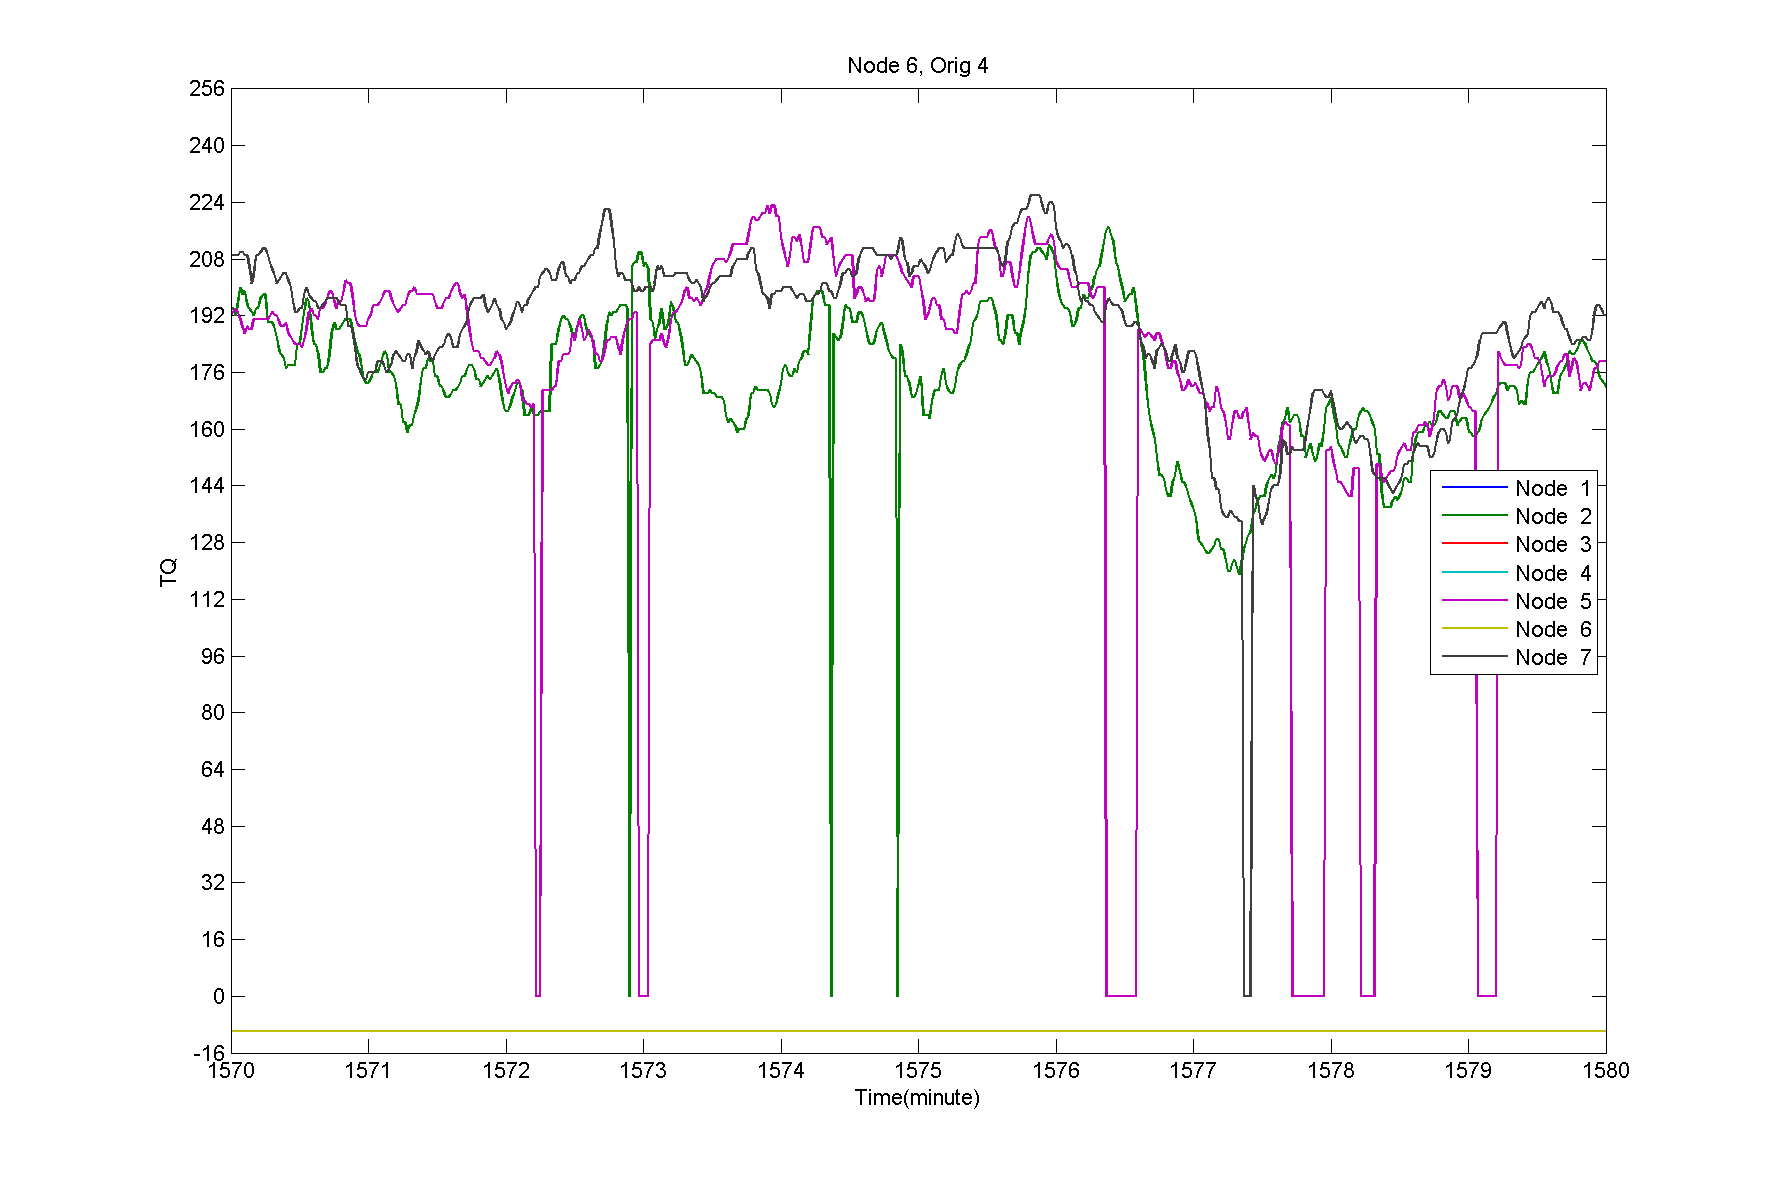 Node 6, Orig 4
256
240
224
208
192
176
160
144
128
112
96
80
64
48
32
16
0
-16
TQ
Node 1
Node 2
Node 3
Node 4
Node 5
Node 6
Node 7
1570 1571 1572 1573 1574 1575 1576 1577 1578 1579 1580
Time(minute)